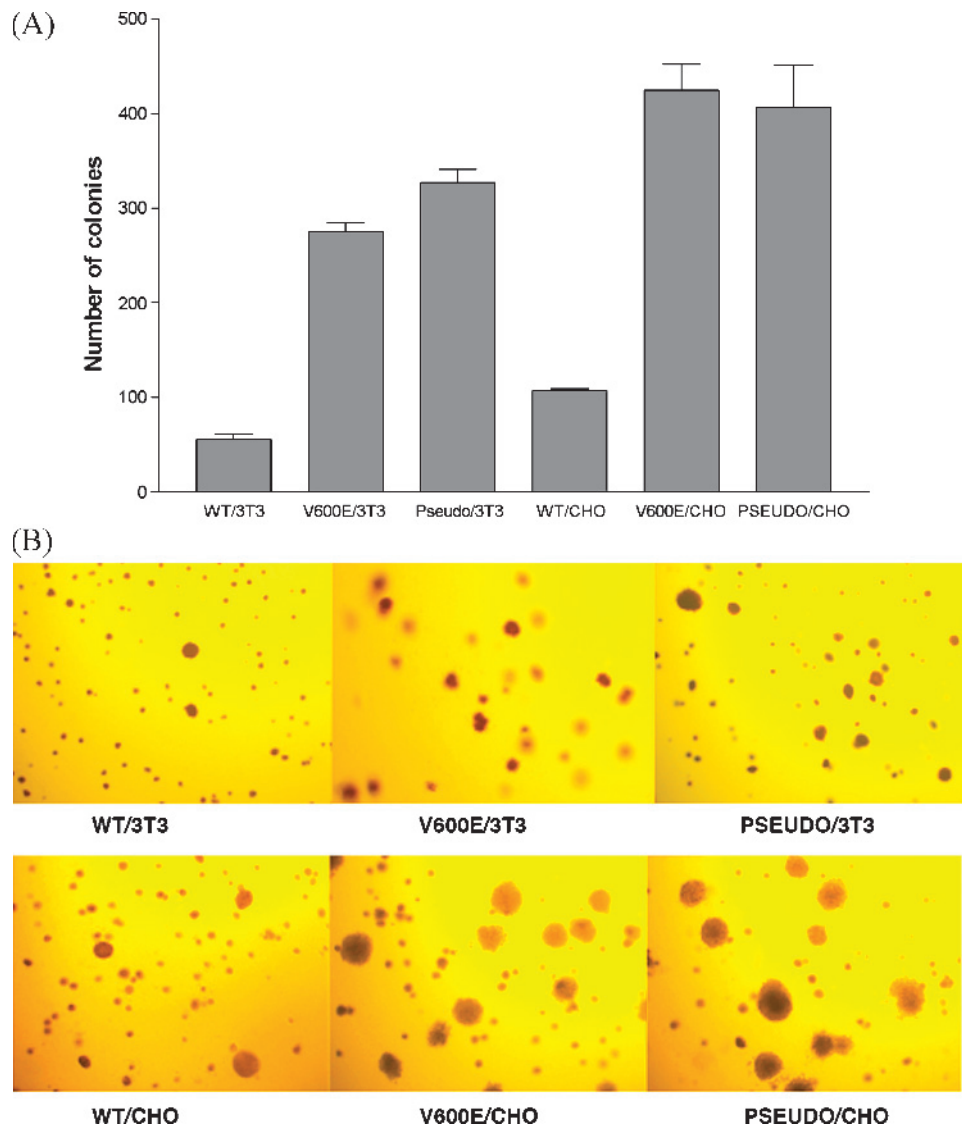 (A)
500
400
300
200
100
0
Number of colonies
WT/3T3 V600E/3T3 Pseudo/3T3 WT/CHO V600E/CHO PSEUDO/CHO
(B)
WT/3T3 V600E/3T3 PSEUDO/3T3
WT/CHO V600E/CHO PSEUDO/CHO